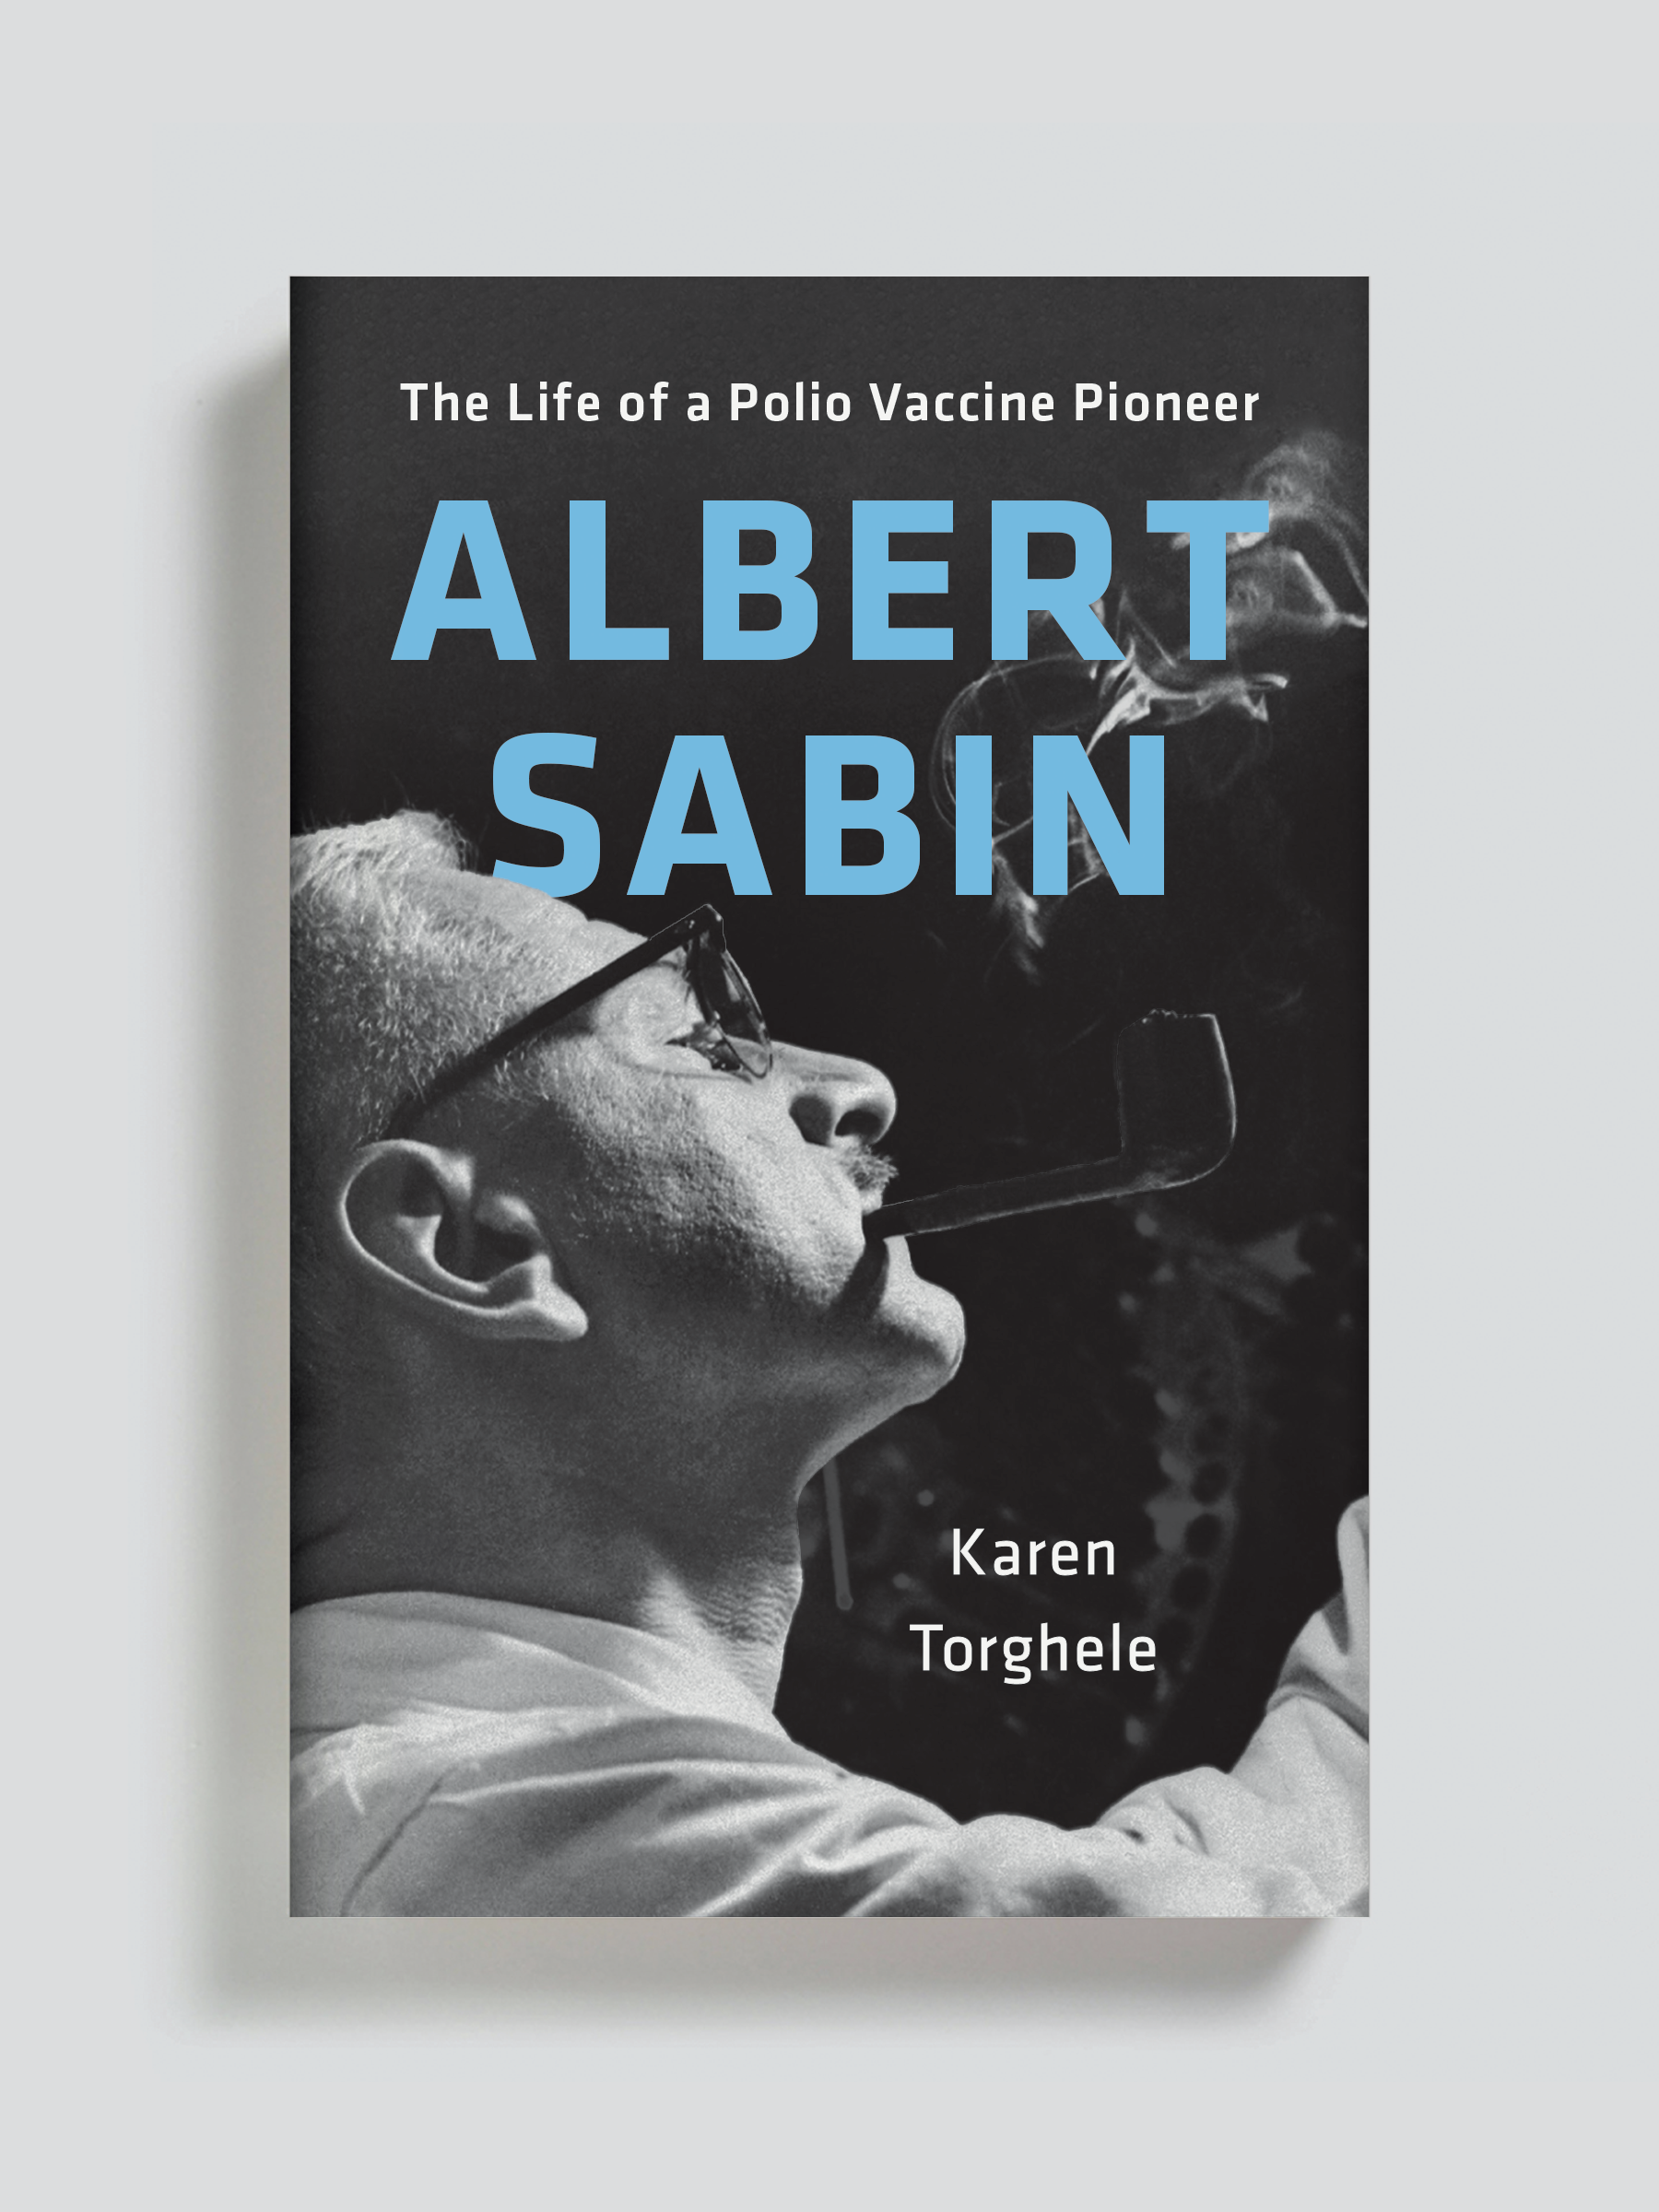 The Life of a Polio Vaccine Pioneer
ALBERT
SABIN
Karen
Torghele